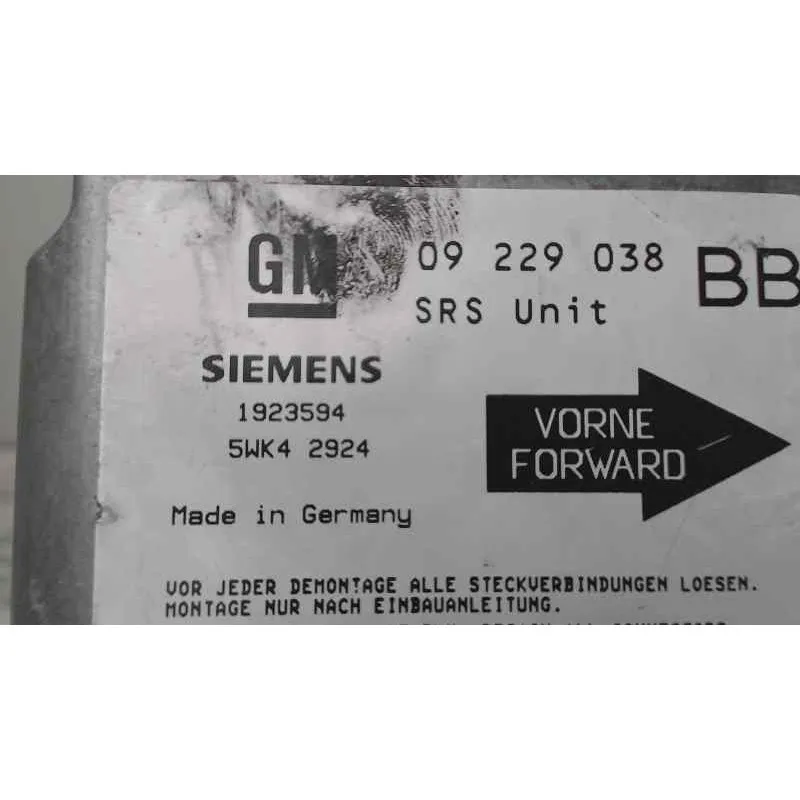 GM
09 229 038 BB
SRS Unit
SIEMENS
1923594
5WK4 2924
VORNE
FORWARD
Made in Germany
VOR JEDER DEMONTAGE ALLE STECKVERBINDUNGEN LOESEN.
MONTAGE NUR NACH EINBAUANLEITUNG.